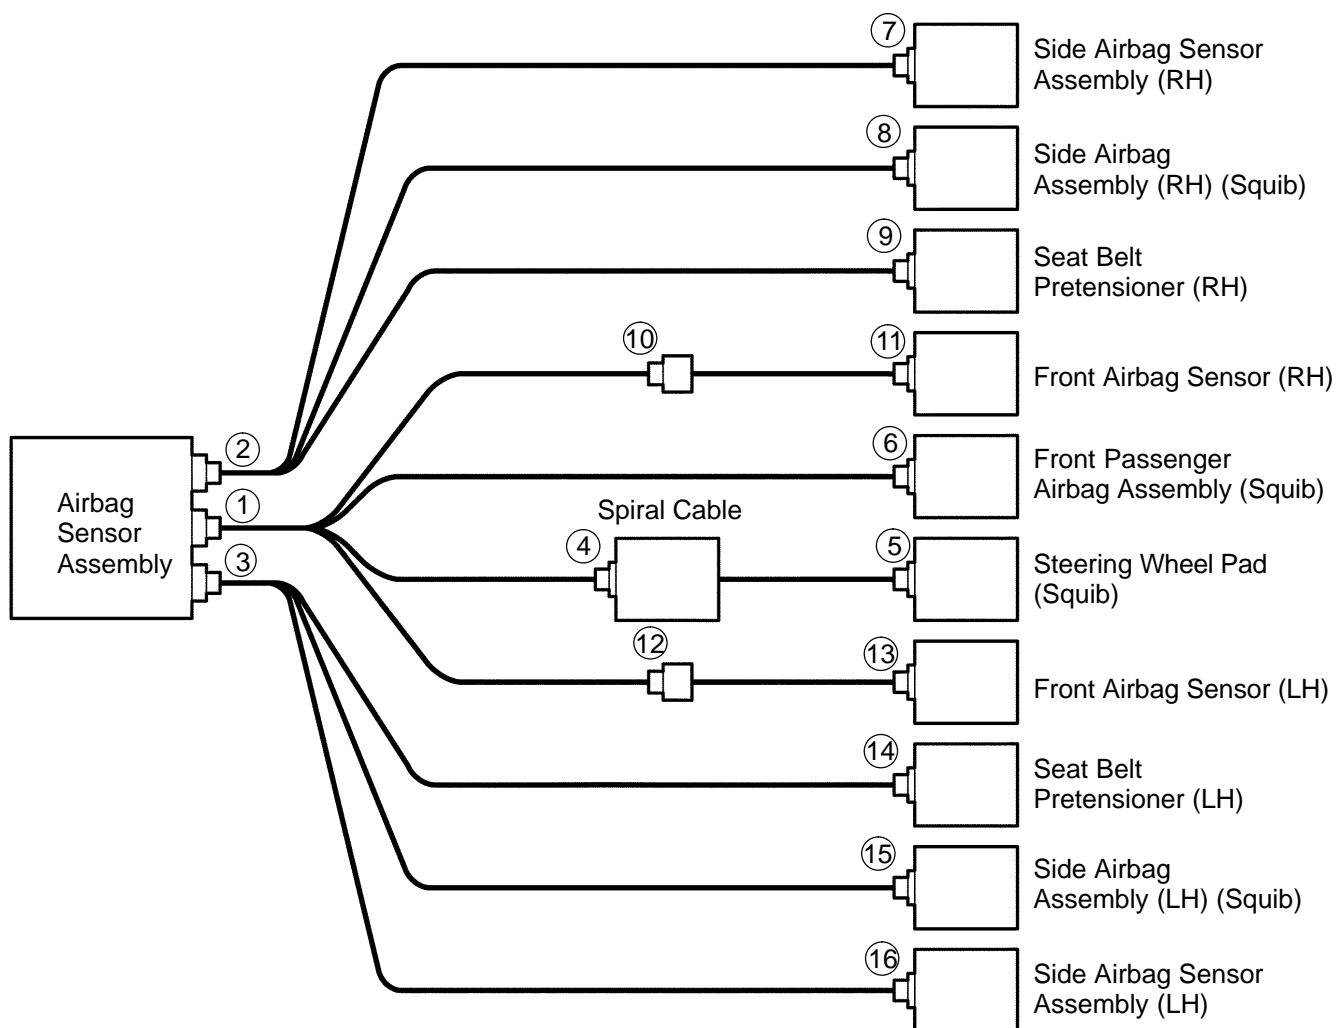 7
Side Airbag Sensor
Assembly (RH)
8
Side Airbag
Assembly (RH) (Squib)
9
Seat Belt
Pretensioner (RH)
10
11
Front Airbag Sensor (RH)
2
6
Front Passenger
Airbag Assembly (Squib)
Airbag
Sensor
Assembly
1
Spiral Cable
3
4
5
Steering Wheel Pad
(Squib)
12
13
Front Airbag Sensor (LH)
14
Seat Belt
Pretensioner (LH)
15
Side Airbag
Assembly (LH) (Squib)
16
Side Airbag Sensor
Assembly (LH)